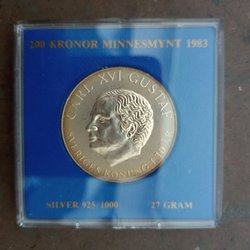 200 KRONOR MINNESMYNT 1983
CARL XVI GUSTAF
SVERIGES KONUNG
SILVER 925/1000 27 GRAM